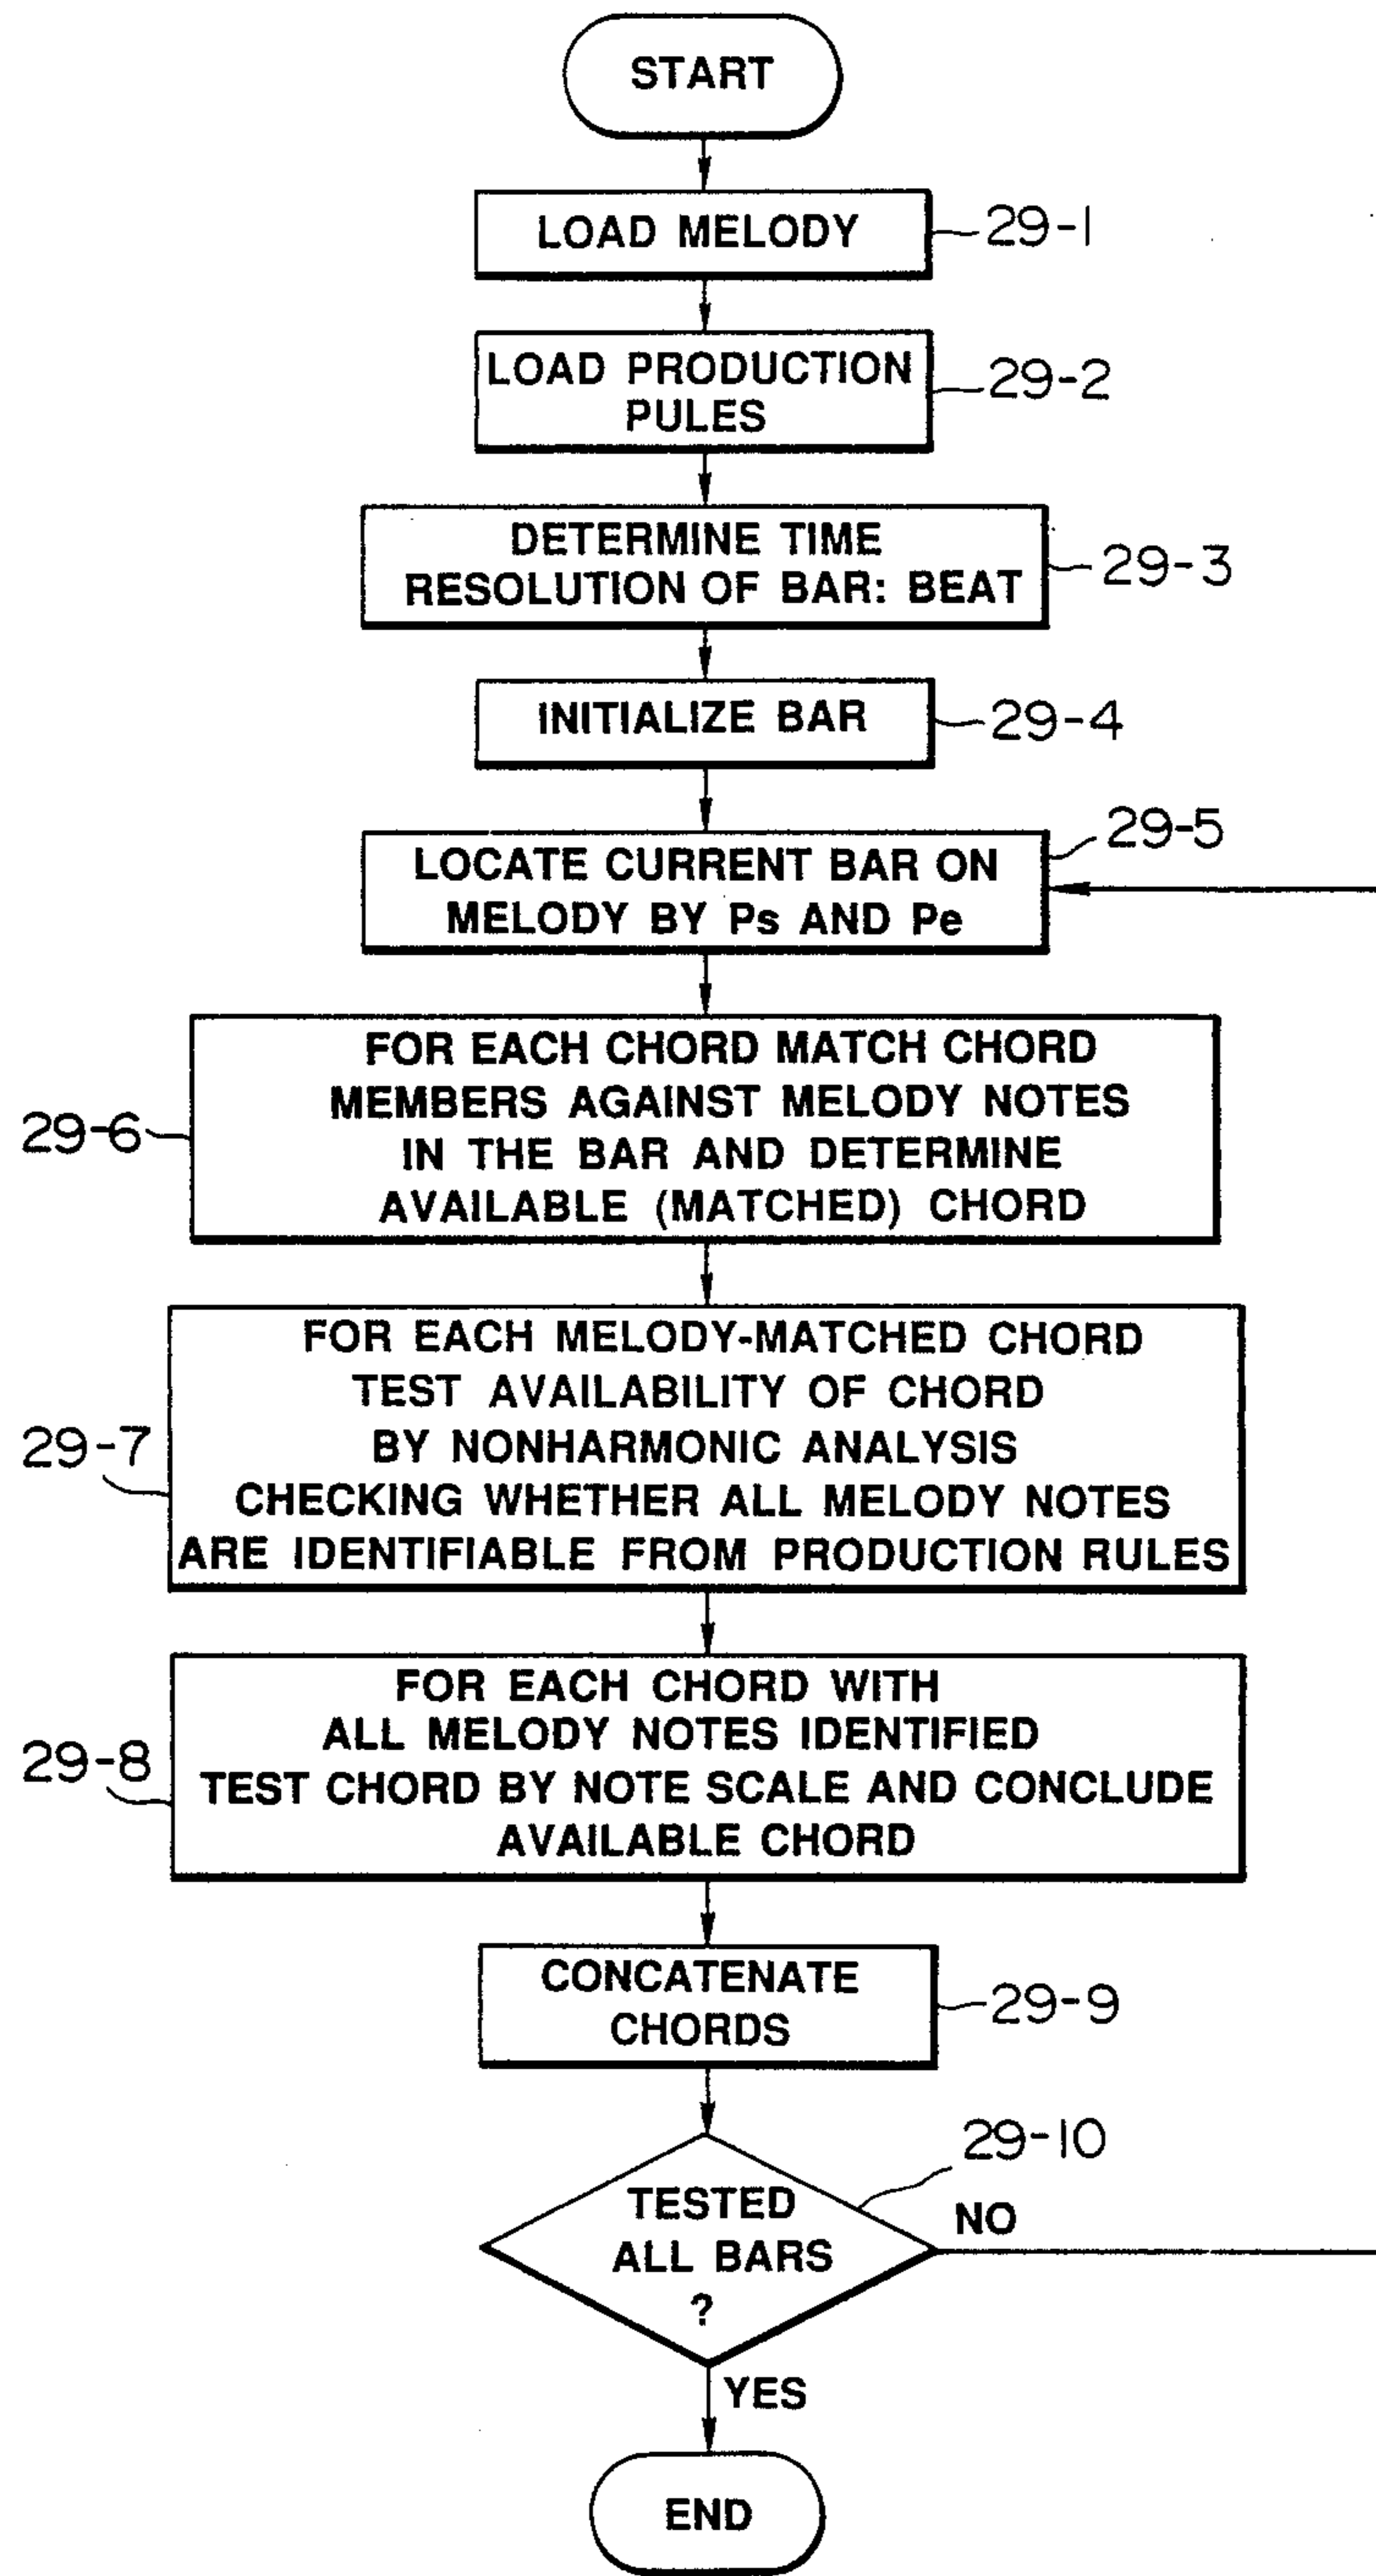 START
LOAD MELODY
29-1
LOAD PRODUCTION
PULES
29-2
DETERMINE TIME
RESOLUTION OF BAR: BEAT
29-3
INITIALIZE BAR
29-4
LOCATE CURRENT BAR ON
MELODY BY Ps AND Pe
29-5
FOR EACH CHORD MATCH CHORD
MEMBERS AGAINST MELODY NOTES
IN THE BAR AND DETERMINE
AVAILABLE (MATCHED) CHORD
29-6
FOR EACH MELODY-MATCHED CHORD
TEST AVAILABILITY OF CHORD
BY NONHARMONIC ANALYSIS
CHECKING WHETHER ALL MELODY NOTES
ARE IDENTIFIABLE FROM PRODUCTION RULES
29-7
FOR EACH CHORD WITH
ALL MELODY NOTES IDENTIFIED
TEST CHORD BY NOTE SCALE AND CONCLUDE
AVAILABLE CHORD
29-8
CONCATENATE
CHORDS
29-9
TESTED
ALL BARS
?
29-10
NO
YES
END